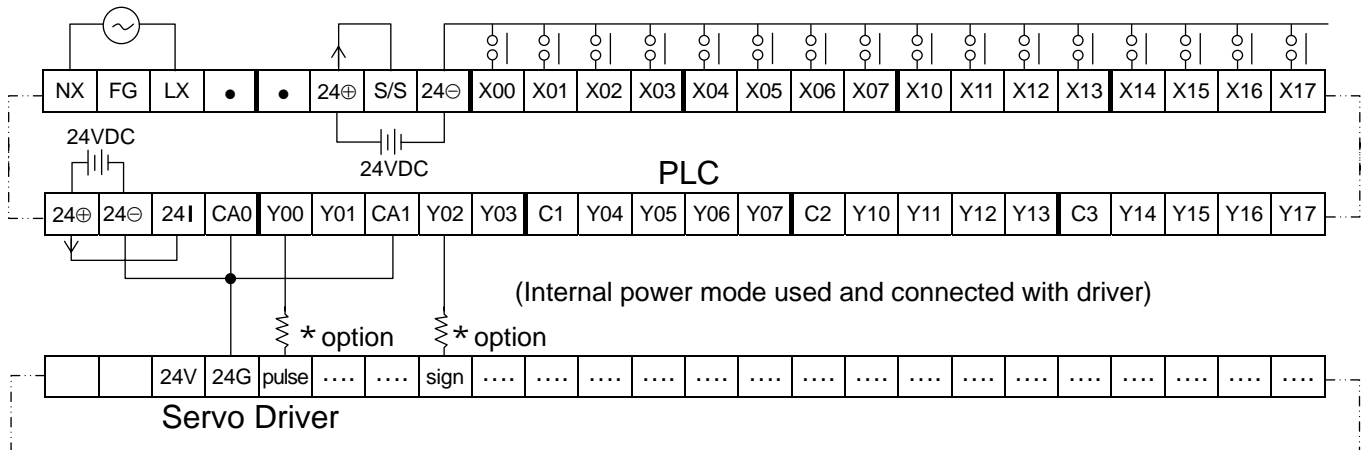 NX FG LX • • 24⊕ S/S 24⊖ X00 X01 X02 X03 X04 X05 X06 X07 X10 X11 X12 X13 X14 X15 X16 X17
24VDC 24VDC
PLC
24⊕ 24⊖ 24I CA0 Y00 Y01 CA1 Y02 Y03 C1 Y04 Y05 Y06 Y07 C2 Y10 Y11 Y12 Y13 C3 Y14 Y15 Y16 Y17
(Internal power mode used and connected with driver)
* option * option
24V 24G pulse .... .... sign .... .... .... .... .... .... .... .... .... .... .... .... .... .... .... ....
Servo Driver